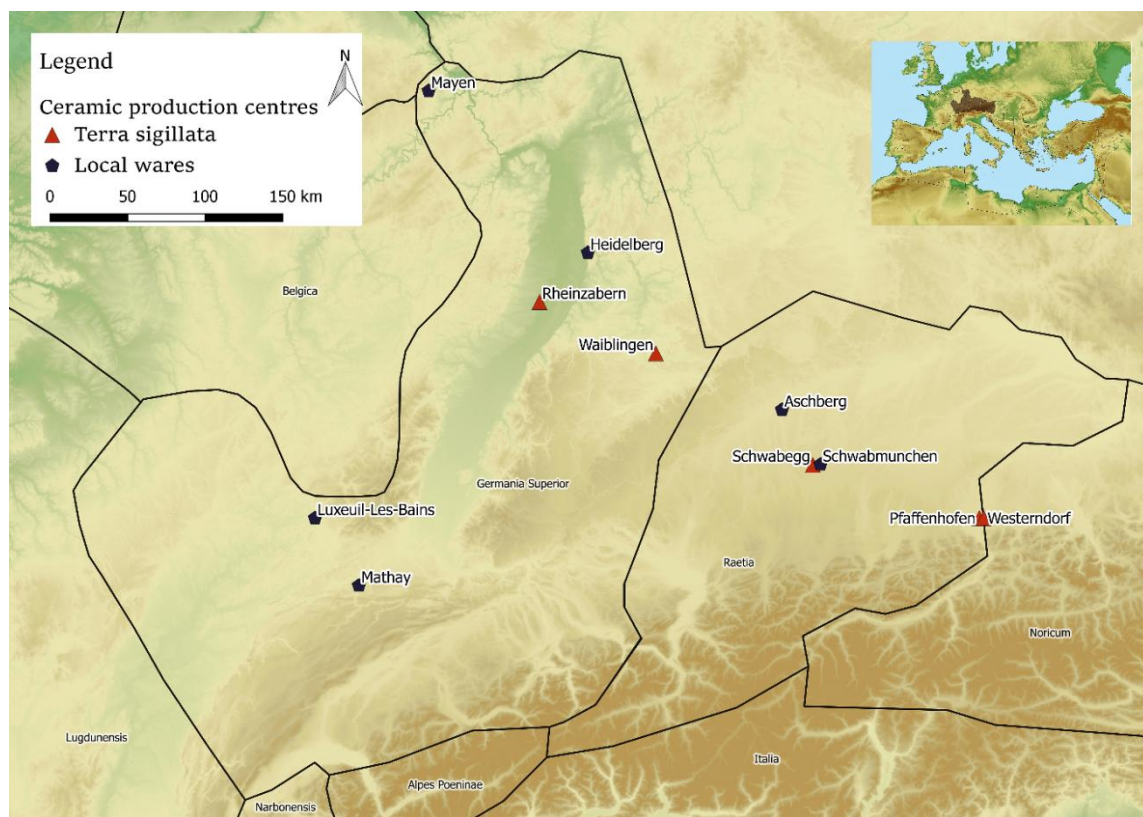 Legend
N
Ceramic production centres
Terra sigillata
Local wares
0 50 100 150 km
Mayen
Heidelberg
Belgica
Rheinzabern
Waiblingen
Aschberg
Schwabegg Schwabmunchen
Germania Superior
Luxeuil-Les-Bains
Pfaffenhofen Westerndorf
Raetia
Mathay
Noricum
Lugdunensis
Italia
Alpes Poeninae
Narbonensis